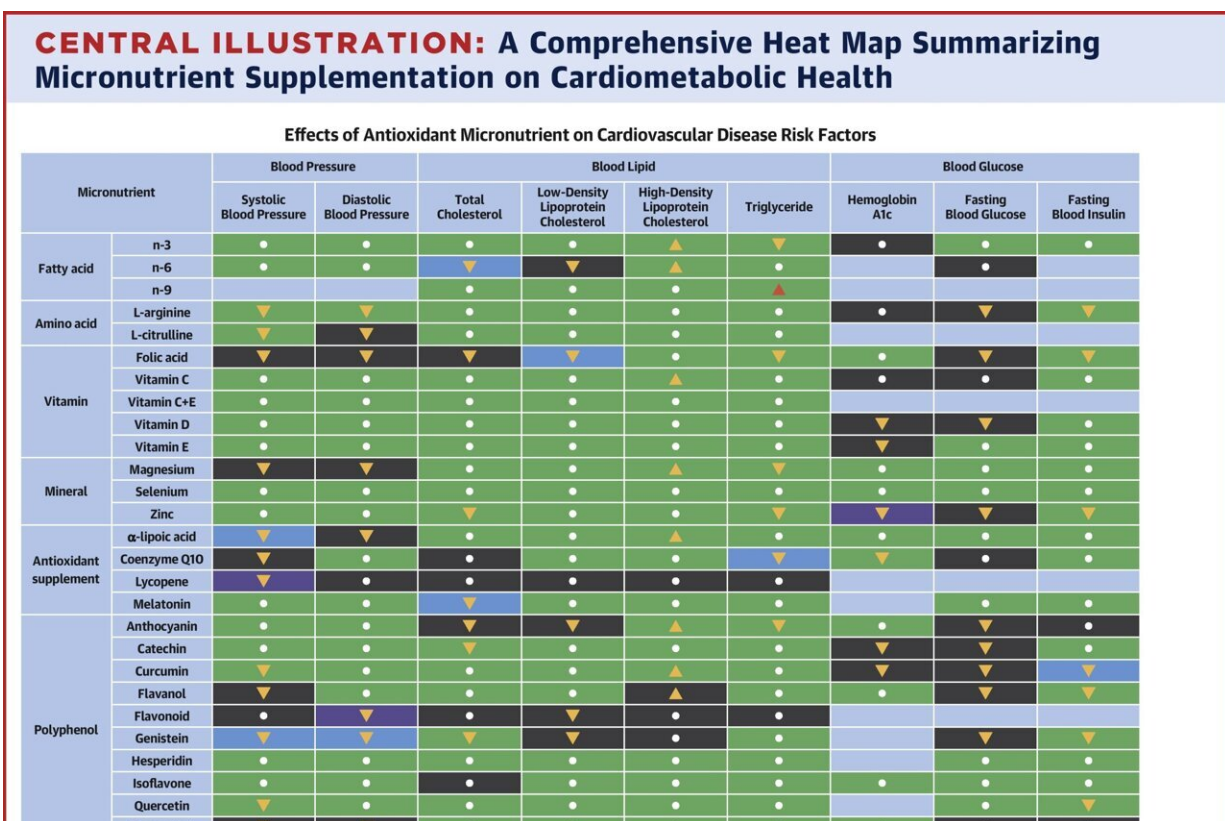 CENTRAL ILLUSTRATION: A Comprehensive Heat Map Summarizing
Micronutrient Supplementation on Cardiometabolic Health
Effects of Antioxidant Micronutrient on Cardiovascular Disease Risk Factors
Micronutrient
Blood Pressure
Blood Lipid
Blood Glucose
Systolic
Blood Pressure
Diastolic
Blood Pressure
Total
Cholesterol
Low-Density
Lipoprotein
Cholesterol
High-Density
Lipoprotein
Cholesterol
Triglyceride
Hemoglobin
A1c
Fasting
Blood Glucose
Fasting
Blood Insulin
Fatty acid
n-3
n-6
n-9
Amino acid
L-arginine
L-citrulline
Vitamin
Folic acid
Vitamin C
Vitamin C+E
Vitamin D
Vitamin E
Mineral
Magnesium
Selenium
Zinc
Antioxidant
supplement
α-lipoic acid
Coenzyme Q10
Lycopene
Melatonin
Polyphenol
Anthocyanin
Catechin
Curcumin
Flavanol
Flavonoid
Genistein
Hesperidin
Isoflavone
Quercetin